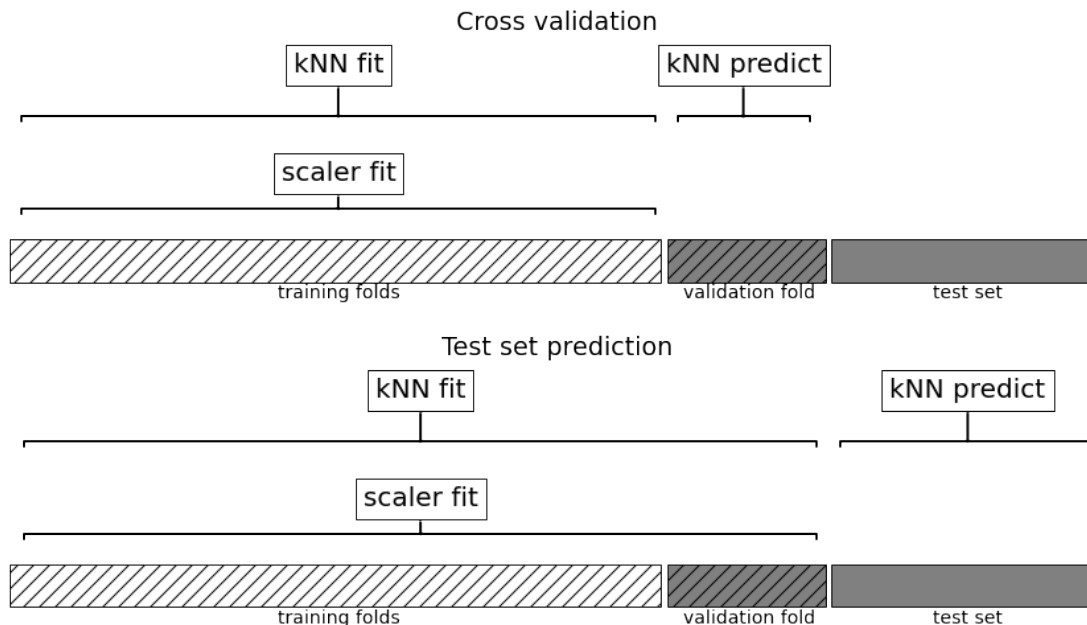 Cross validation
kNN fit
kNN predict
scaler fit
training folds
validation fold
test set
Test set prediction
kNN fit
kNN predict
scaler fit
training folds
validation fold
test set